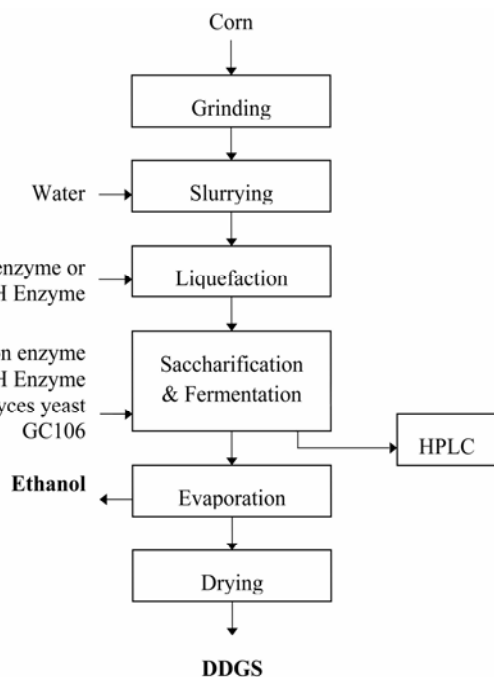 Corn
Grinding
Water
Slurrying
enzyme or
H Enzyme
Liquefaction
on enzyme
H Enzyme
yces yeast
GC106
Saccharification
& Fermentation
HPLC
Ethanol
Evaporation
Drying
DDGS